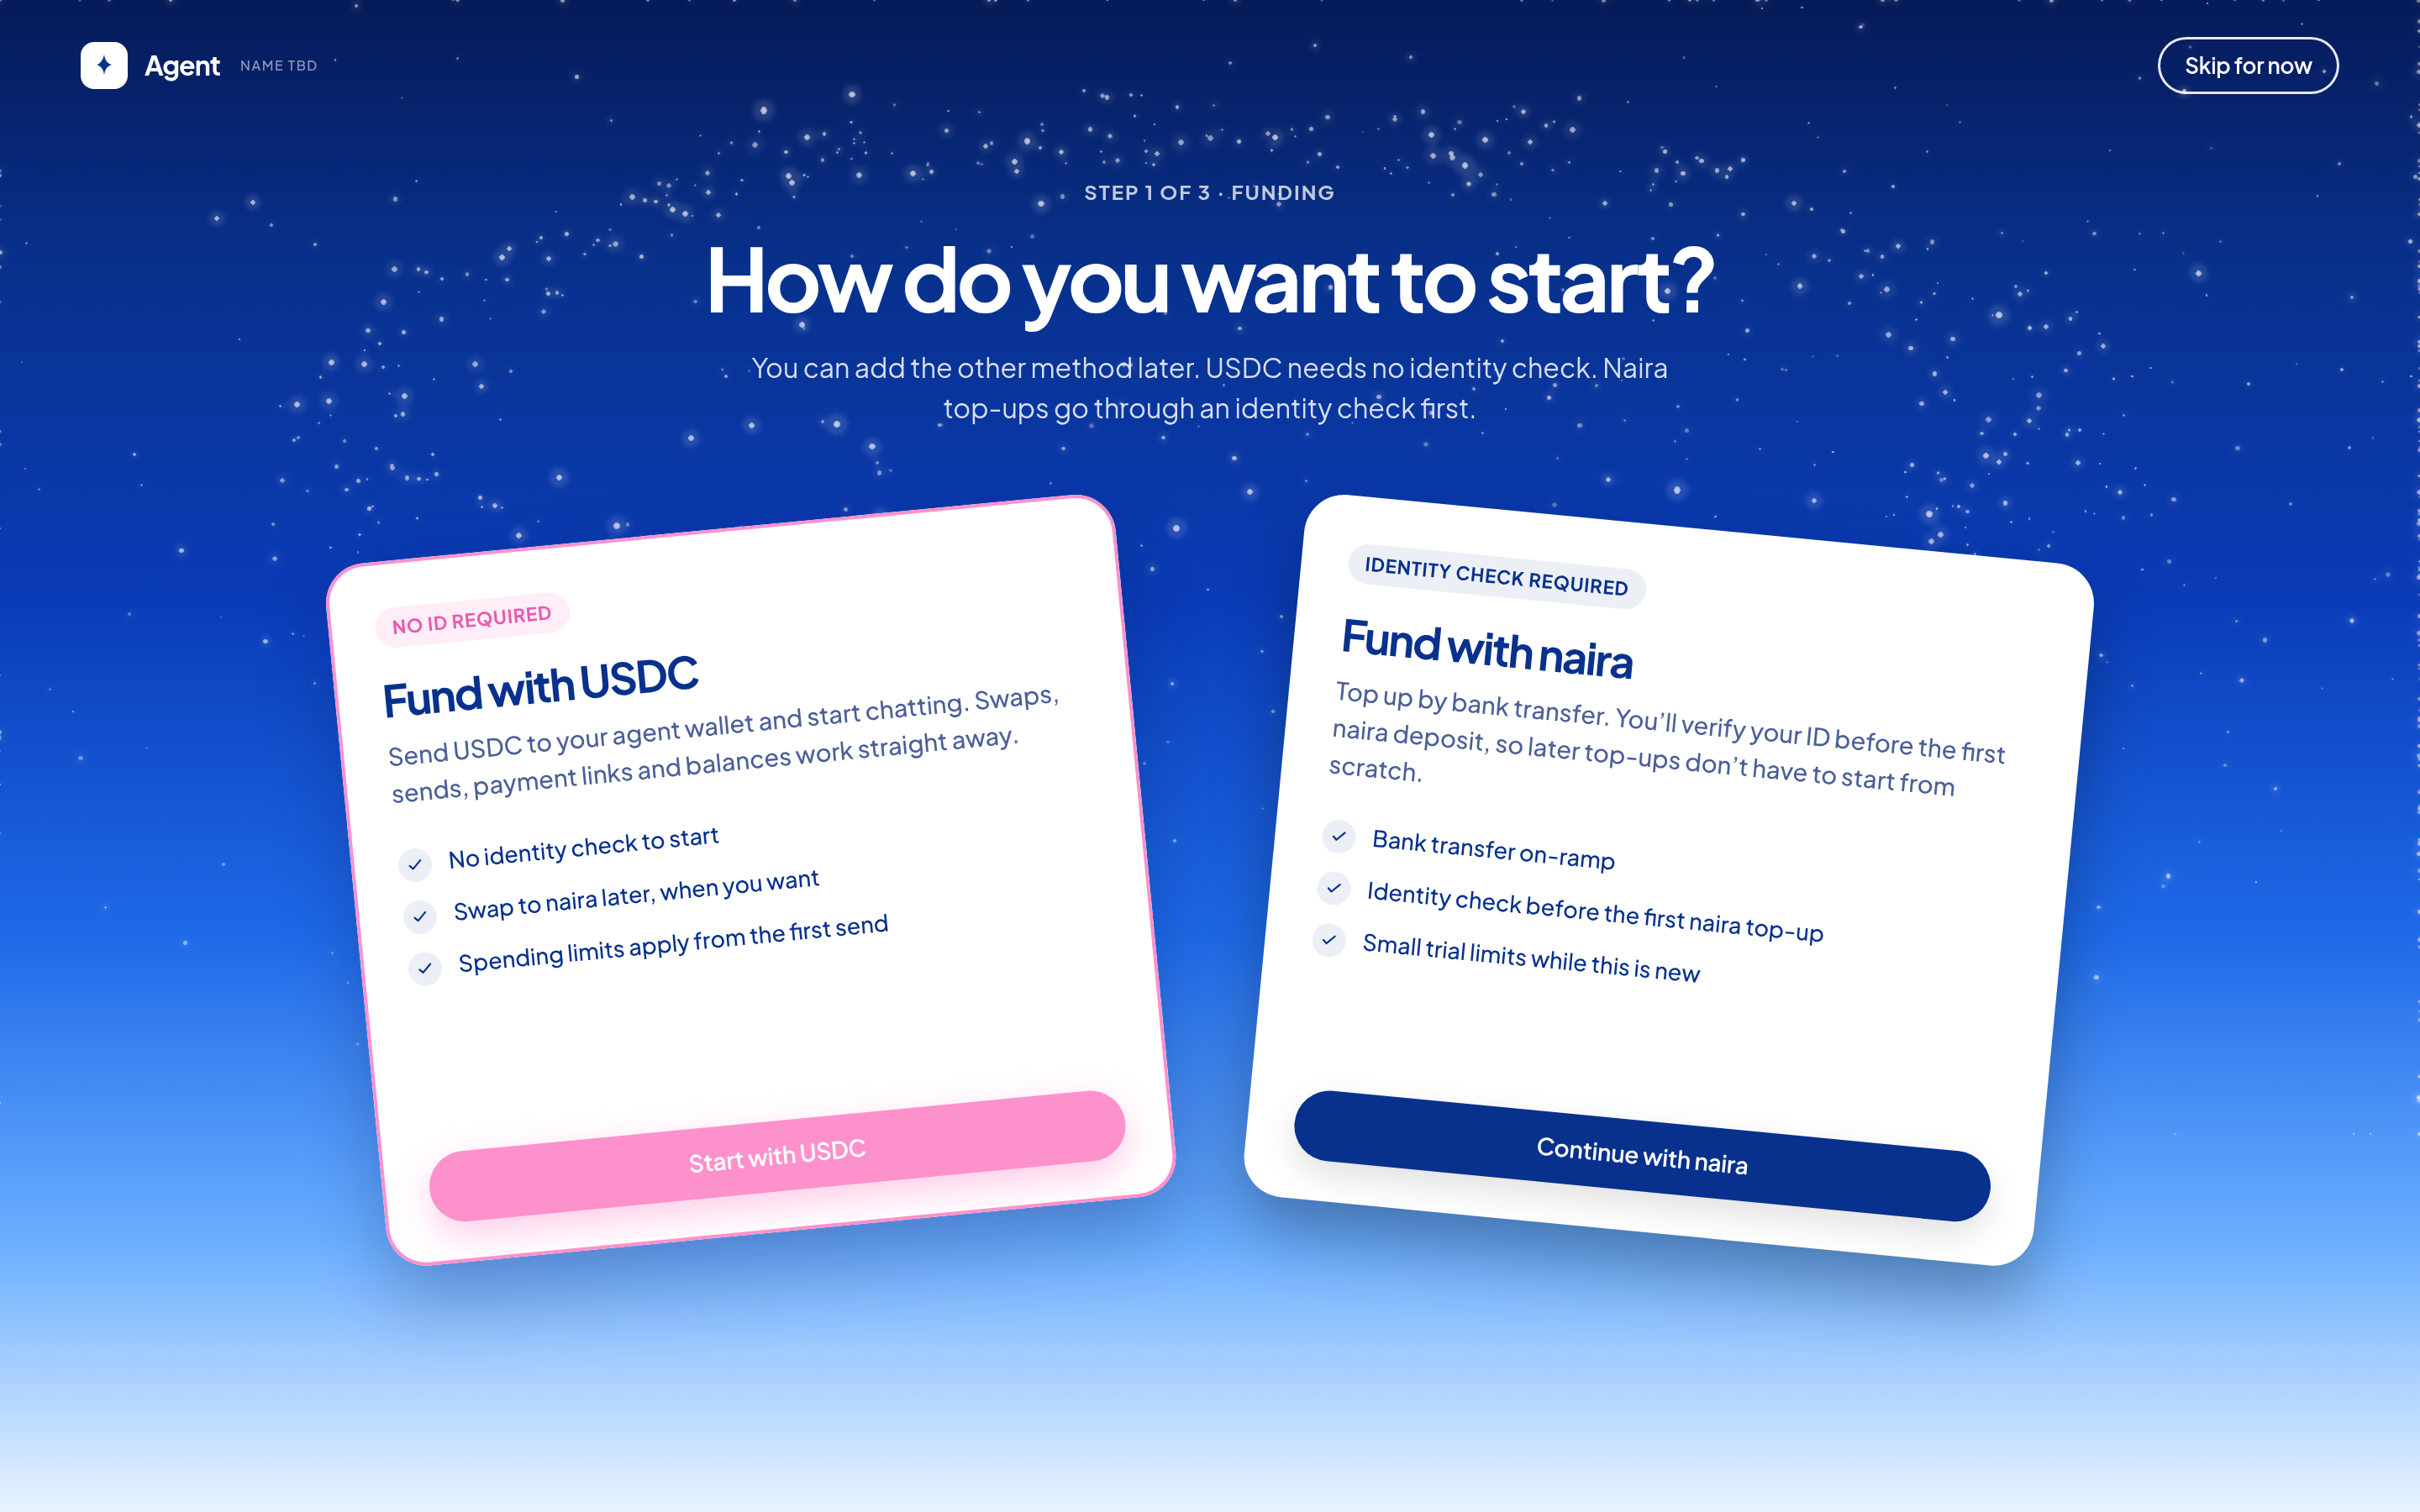 Agent NAME TBD
Skip for now
STEP 1 OF 3 · FUNDING
How do you want to start?
You can add the other method later. USDC needs no identity check. Naira
top-ups go through an identity check first.
NO ID REQUIRED
Fund with USDC
Send USDC to your agent wallet and start chatting. Swaps,
sends, payment links and balances work straight away.
No identity check to start
Swap to naira later, when you want
Spending limits apply from the first send
Start with USDC
IDENTITY CHECK REQUIRED
Fund with naira
Top up by bank transfer. You’ll verify your ID before the first
naira deposit, so later top-ups don’t have to start from
scratch.
Bank transfer on-ramp
Identity check before the first naira top-up
Small trial limits while this is new
Continue with naira